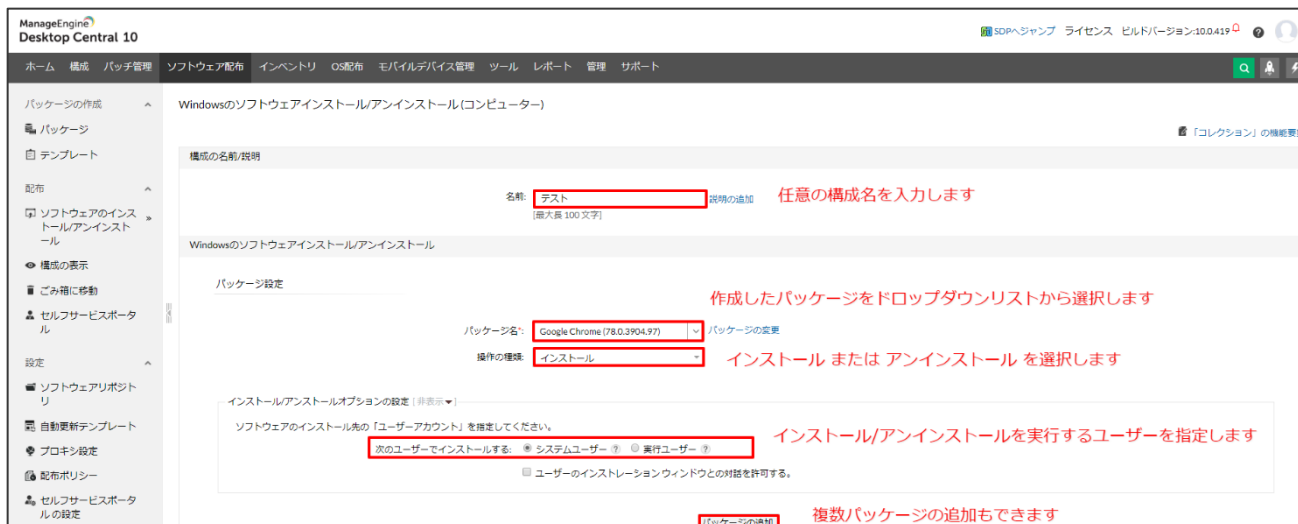 ManageEngine
Desktop Central 10
SDPへジャンプ ライセンス ビルドバージョン:10.0.419
ホーム 構成 パッチ管理 ソフトウェア配布 インベントリ OS配布 モバイルデバイス管理 ツール レポート 管理 サポート
パッケージの作成
パッケージ
テンプレート
配布
ソフトウェアのインス
トール/アンインスト
ール
構成の表示
ごみ箱に移動
セルフサービスポータ
ル
設定
ソフトウェアリポジト
リ
自動更新テンプレート
プロキシ設定
配布ポリシー
セルフサービスポータ
ルの設定
Windowsのソフトウェアインストール/アンインストール (コンピューター)
「コレクション」の機能要
構成の名前/説明
名前: テスト 説明の追加 任意の構成名を入力します
[最大長 100 文字]
Windowsのソフトウェアインストール/アンインストール
パッケージ設定
作成したパッケージをドロップダウンリストから選択します
パッケージ名*: Google Chrome (78.0.3904.97) パッケージの変更
操作の種類: インストール インストール または アンインストール を選択します
インストール/アンストールオプションの設定 [非表示]
ソフトウェアのインストール先の「ユーザーアカウント」を指定してください。
インストール/アンインストールを実行するユーザーを指定します
次のユーザーでインストールする: システムユーザー ? 実行ユーザー ?
ユーザーのインストレーションウィンドウとの対話を許可する。
パッケージの追加 複数パッケージの追加もできます